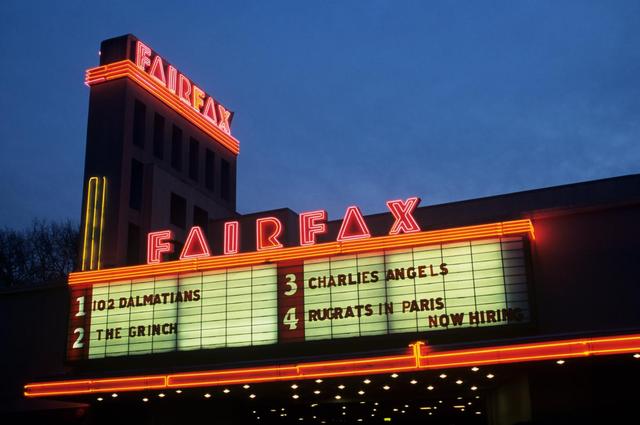 FAIRFAX
FAIRFAX
1 102 DALMATIANS
2 THE GRINCH
3 CHARLIES ANGELS
4 RUGRATS IN PARIS
NOW HIRING